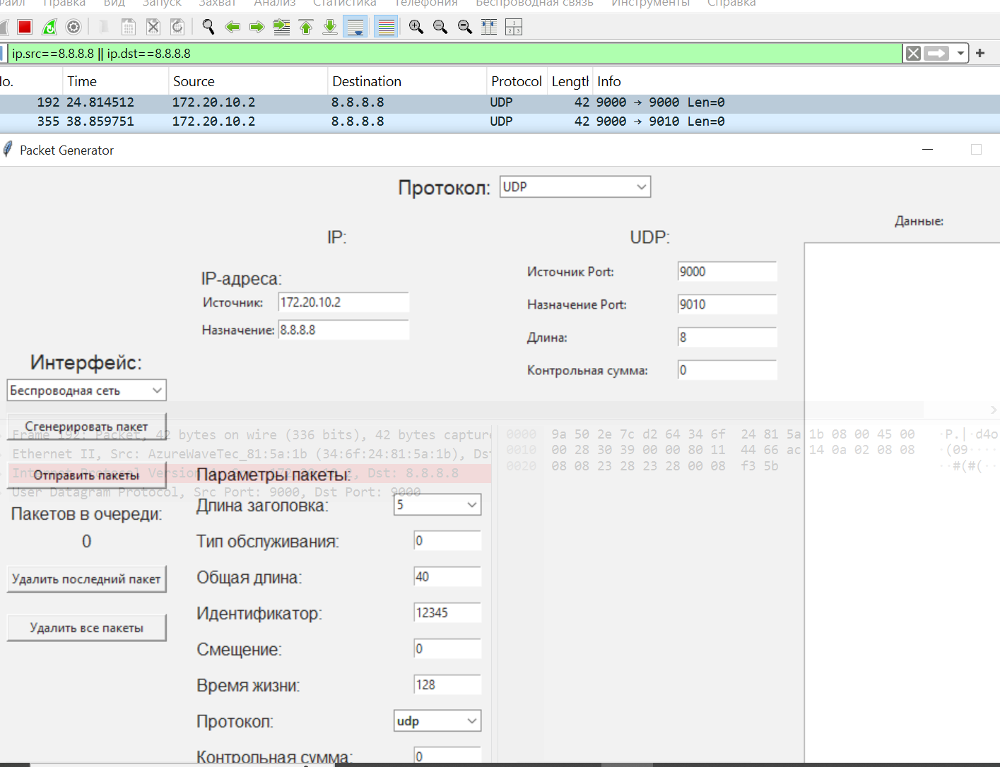 Файл Правка Вид Запуск Захват Анализ Статистика Телефония Беспроводная связь Инструменты Справка
ip.src==8.8.8.8 || ip.dst==8.8.8.8
No. Time Source Destination Protocol Length Info
192 24.814512 172.20.10.2 8.8.8.8 UDP 42 9000 → 9000 Len=0
355 38.859751 172.20.10.2 8.8.8.8 UDP 42 9000 → 9010 Len=0
Packet Generator
Протокол: UDP
Данные:
IP: UDP:
IP-адреса:
Источник: 172.20.10.2
Назначение: 8.8.8.8
Источник Port: 9000
Назначение Port: 9010
Длина: 8
Контрольная сумма: 0
Интерфейс:
Беспроводная сеть
Сгенерировать пакет
Отправить пакеты
Пакетов в очереди:
0
Удалить последний пакет
Удалить все пакеты
Параметры пакеты:
Длина заголовка: 5
Тип обслуживания: 0
Общая длина: 40
Идентификатор: 12345
Смещение: 0
Время жизни: 128
Протокол: udp
Контрольная сумма: 0
Frame 192: Packet, 42 bytes on wire (336 bits), 42 bytes capture
Ethernet II, Src: AzureWaveTec_81:5a:1b (34:6f:24:81:5a:1b), Dst
Internet Protocol Version 172.20.10.2, Dst: 8.8.8.8
User Datagram Protocol, Src Port: 9000, Dst Port: 9000
0000 9a 50 2e 7c d2 64 34 6f 24 81 5a 1b 08 00 45 00 ·P.|·d4o
0010 00 28 30 39 00 00 80 11 44 66 ac 14 0a 02 08 08 ·(09····
0020 08 08 23 28 23 28 00 08 f3 5b ··#(#(··